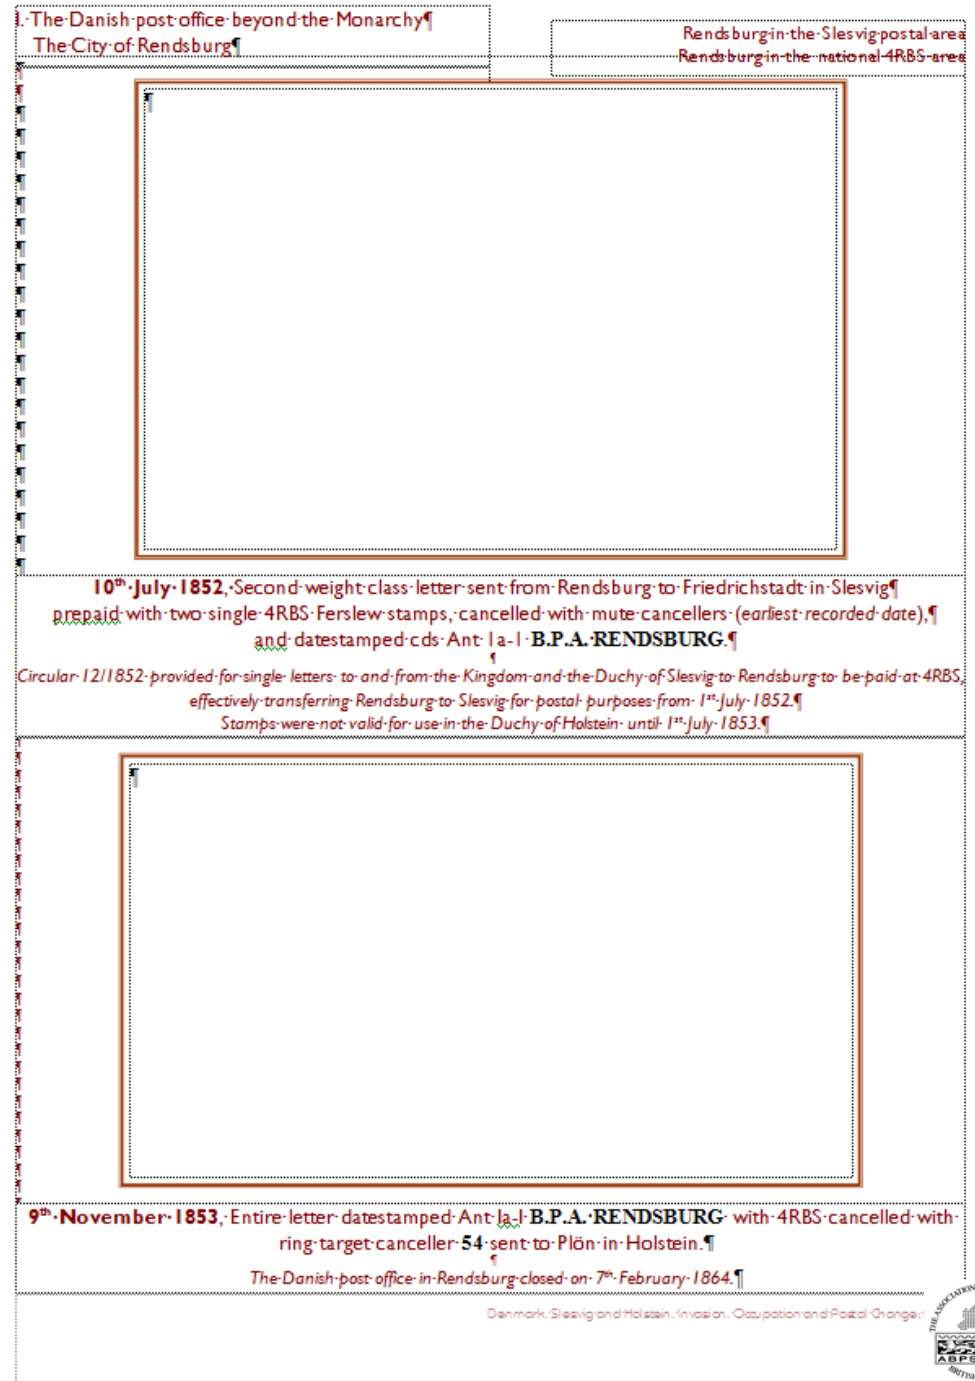 I. The Danish post office beyond the Monarchy¶
The City of Rendsburg¶
Rendsburg in the Slesvig postal area
Rendsburg in the national 4RBS area
10th July 1852, Second weight class letter sent from Rendsburg to Friedrichstadt in Slesvig¶
prepaid with two single 4RBS Ferslew stamps, cancelled with mute cancellers (earliest recorded date),¶
and datestamped cds Ant 1a-1 B.P.A. RENDSBURG.¶
Circular 12/1852 provided for single letters to and from the Kingdom and the Duchy of Slesvig to Rendsburg to be paid at 4RBS,
effectively transferring Rendsburg to Slesvig for postal purposes from 1st July 1852.¶
Stamps were not valid for use in the Duchy of Holstein until 1st July 1853.¶
9th November 1853, Entire letter datestamped Ant Ia-I B.P.A. RENDSBURG with 4RBS cancelled with
ring target canceller 54 sent to Plön in Holstein.¶
The Danish post office in Rendsburg closed on 7th February 1864.¶
Denmark, Slesvig and Holstein. Invasion, Occupation and Postal Change
THE ASSOCIATION
ABPS